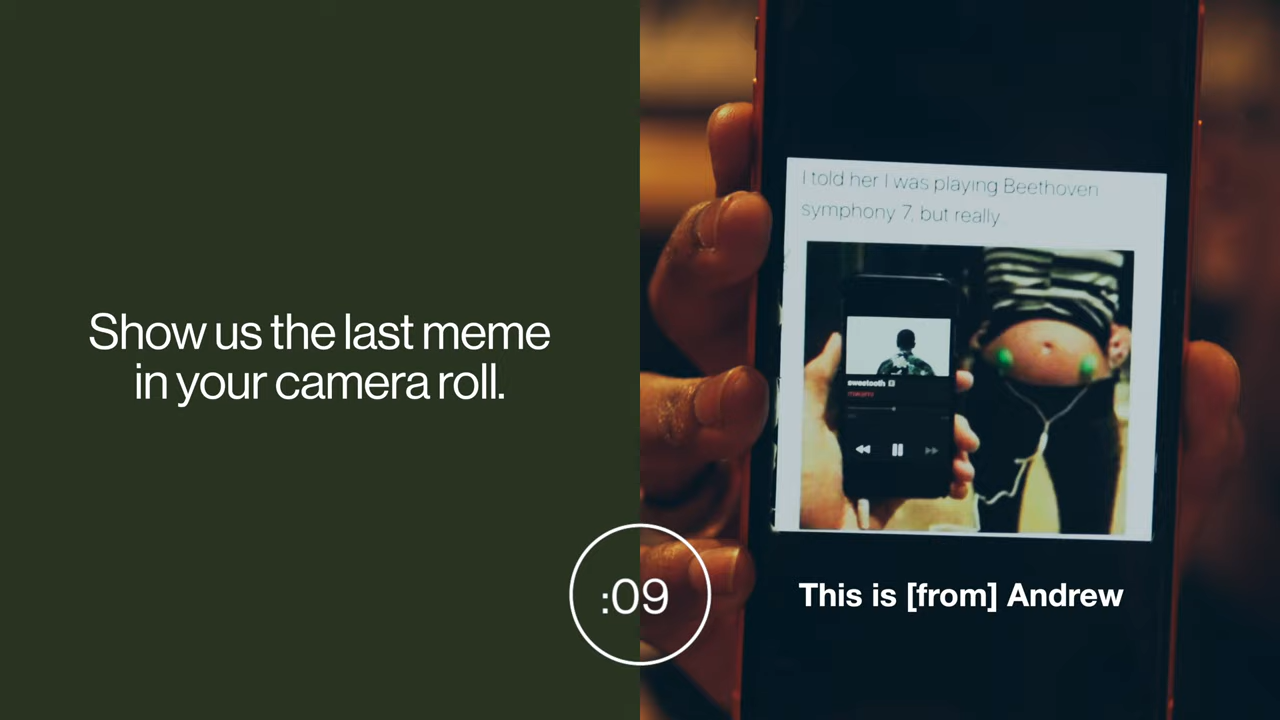 Show us the last meme
in your camera roll.
:09
I told her I was playing Beethoven
symphony 7, but really
sweetooth E
mavi
This is [from] Andrew